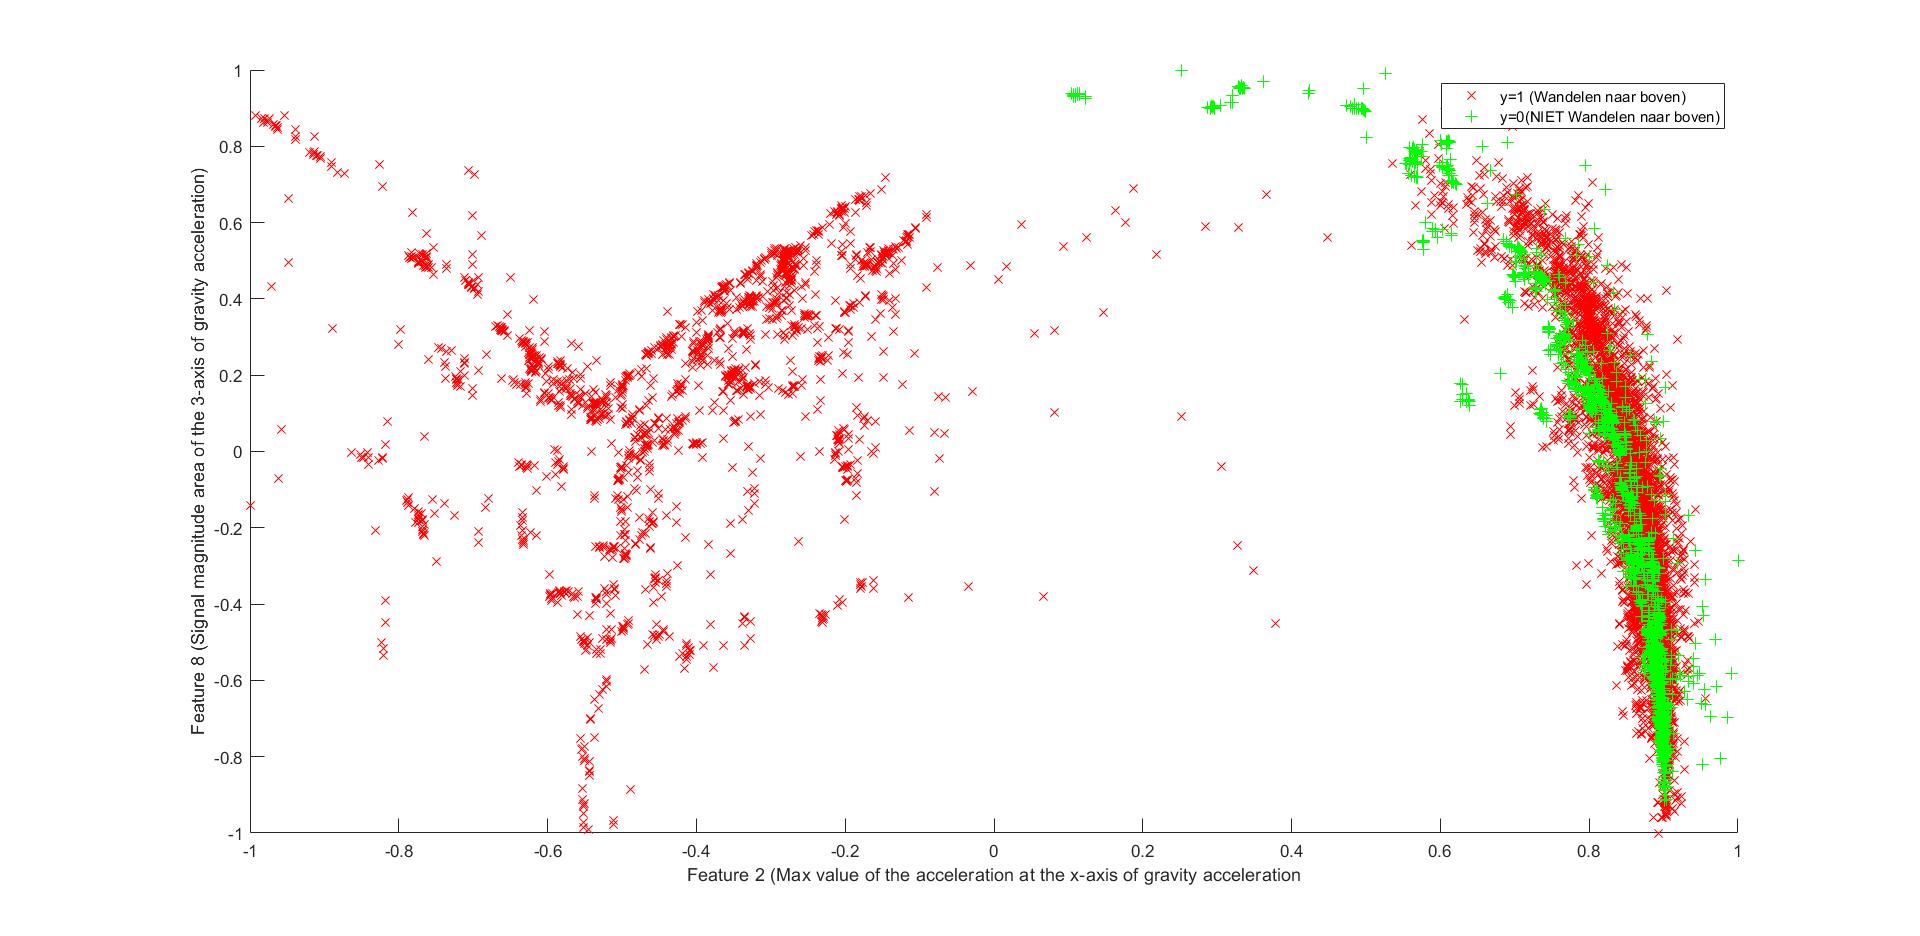 1
0.8
0.6
0.4
0.2
0
-0.2
-0.4
-0.6
-0.8
-1
Feature 8 (Signal magnitude area of the 3-axis of gravity acceleration)
y=1 (Wandelen naar boven)
y=0(NIET Wandelen naar boven)
-1 -0.8 -0.6 -0.4 -0.2 0 0.2 0.4 0.6 0.8 1
Feature 2 (Max value of the acceleration at the x-axis of gravity acceleration